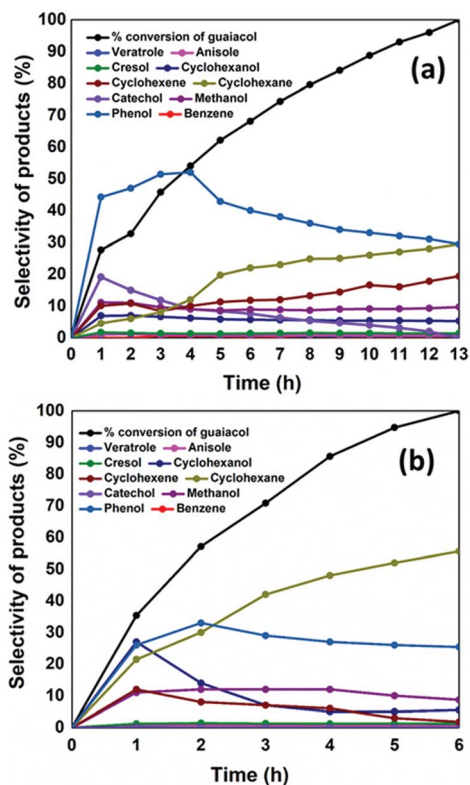 100
90
80
70
60
50
40
30
20
10
0
Selectivity of products (%)
% conversion of guaiacol
Veratrole Anisole
Cresol Cyclohexanol
Cyclohexene Cyclohexane
Catechol Methanol
Phenol Benzene
(a)
0 1 2 3 4 5 6 7 8 9 10 11 12 13
Time (h)
100
90
80
70
60
50
40
30
20
10
0
Selectivity of products (%)
% conversion of guaiacol
Veratrole Anisole
Cresol Cyclohexanol
Cyclohexene Cyclohexane
Catechol Methanol
Phenol Benzene
(b)
0 1 2 3 4 5 6
Time (h)